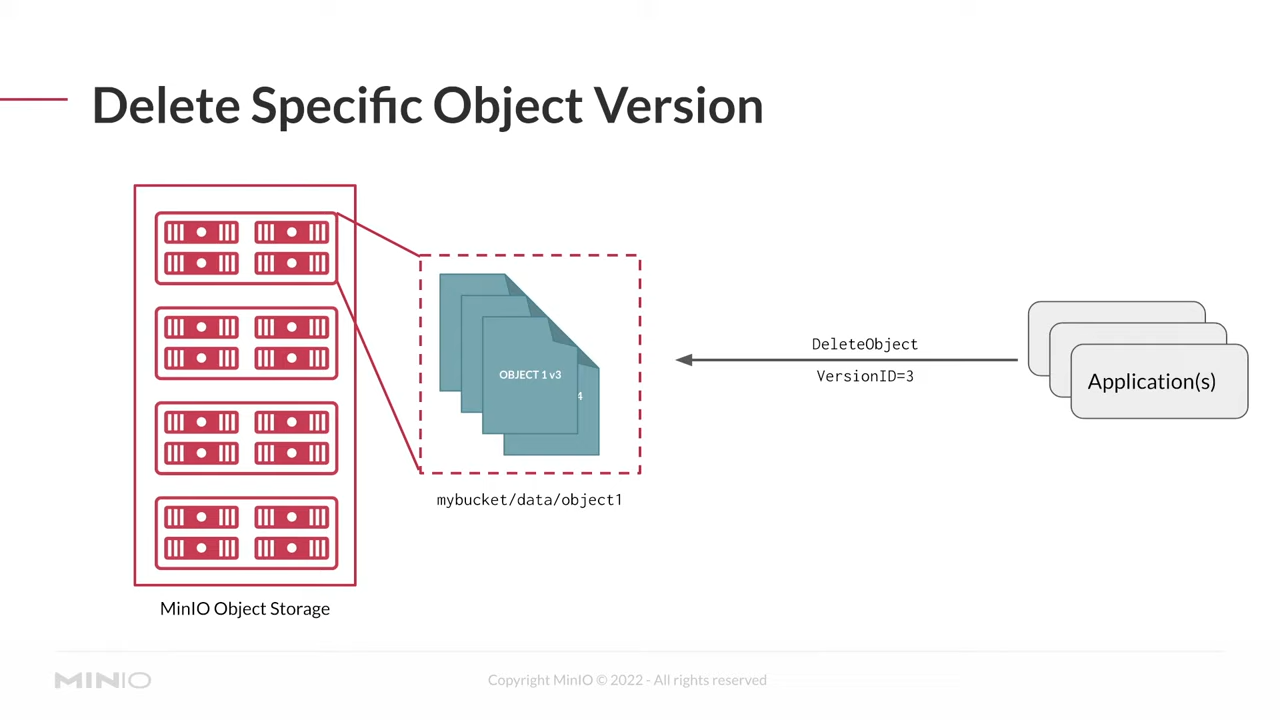 Delete Specific Object Version
OBJECT 1 v3
4
DeleteObject
VersionID=3
Application(s)
mybucket/data/object1
MinIO Object Storage
MINIO
Copyright MinIO © 2022 - All rights reserved